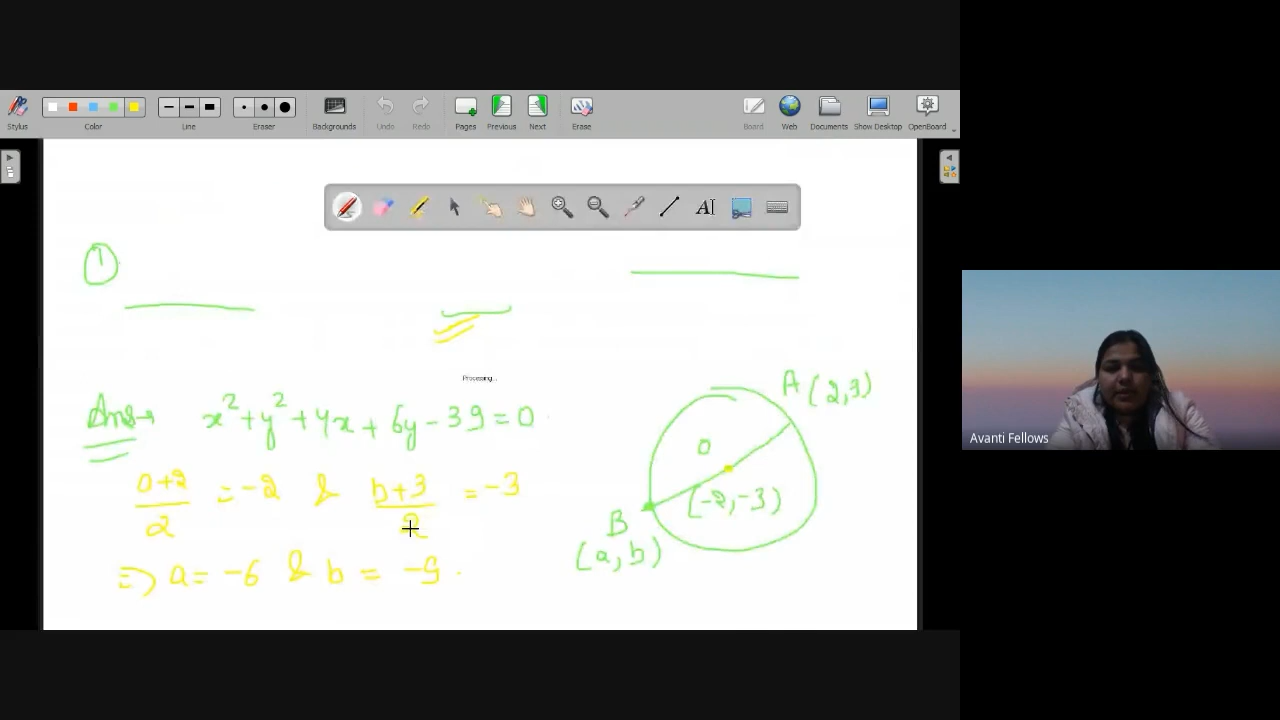 Stylus Color Line Eraser Backgrounds Undo Redo Pages Previous Next Erase Board Web Documents Show Desktop OpenBoard
AI
1
Processing...
A (2,3)
Ans→ x²+y²+4x+6y-39=0
O
(a+2)/2 = -2 & (b+3)/2 = -3
(-2,-3)
B
(a,b)
=> a= -6 & b = -9.
Avanti Fellows